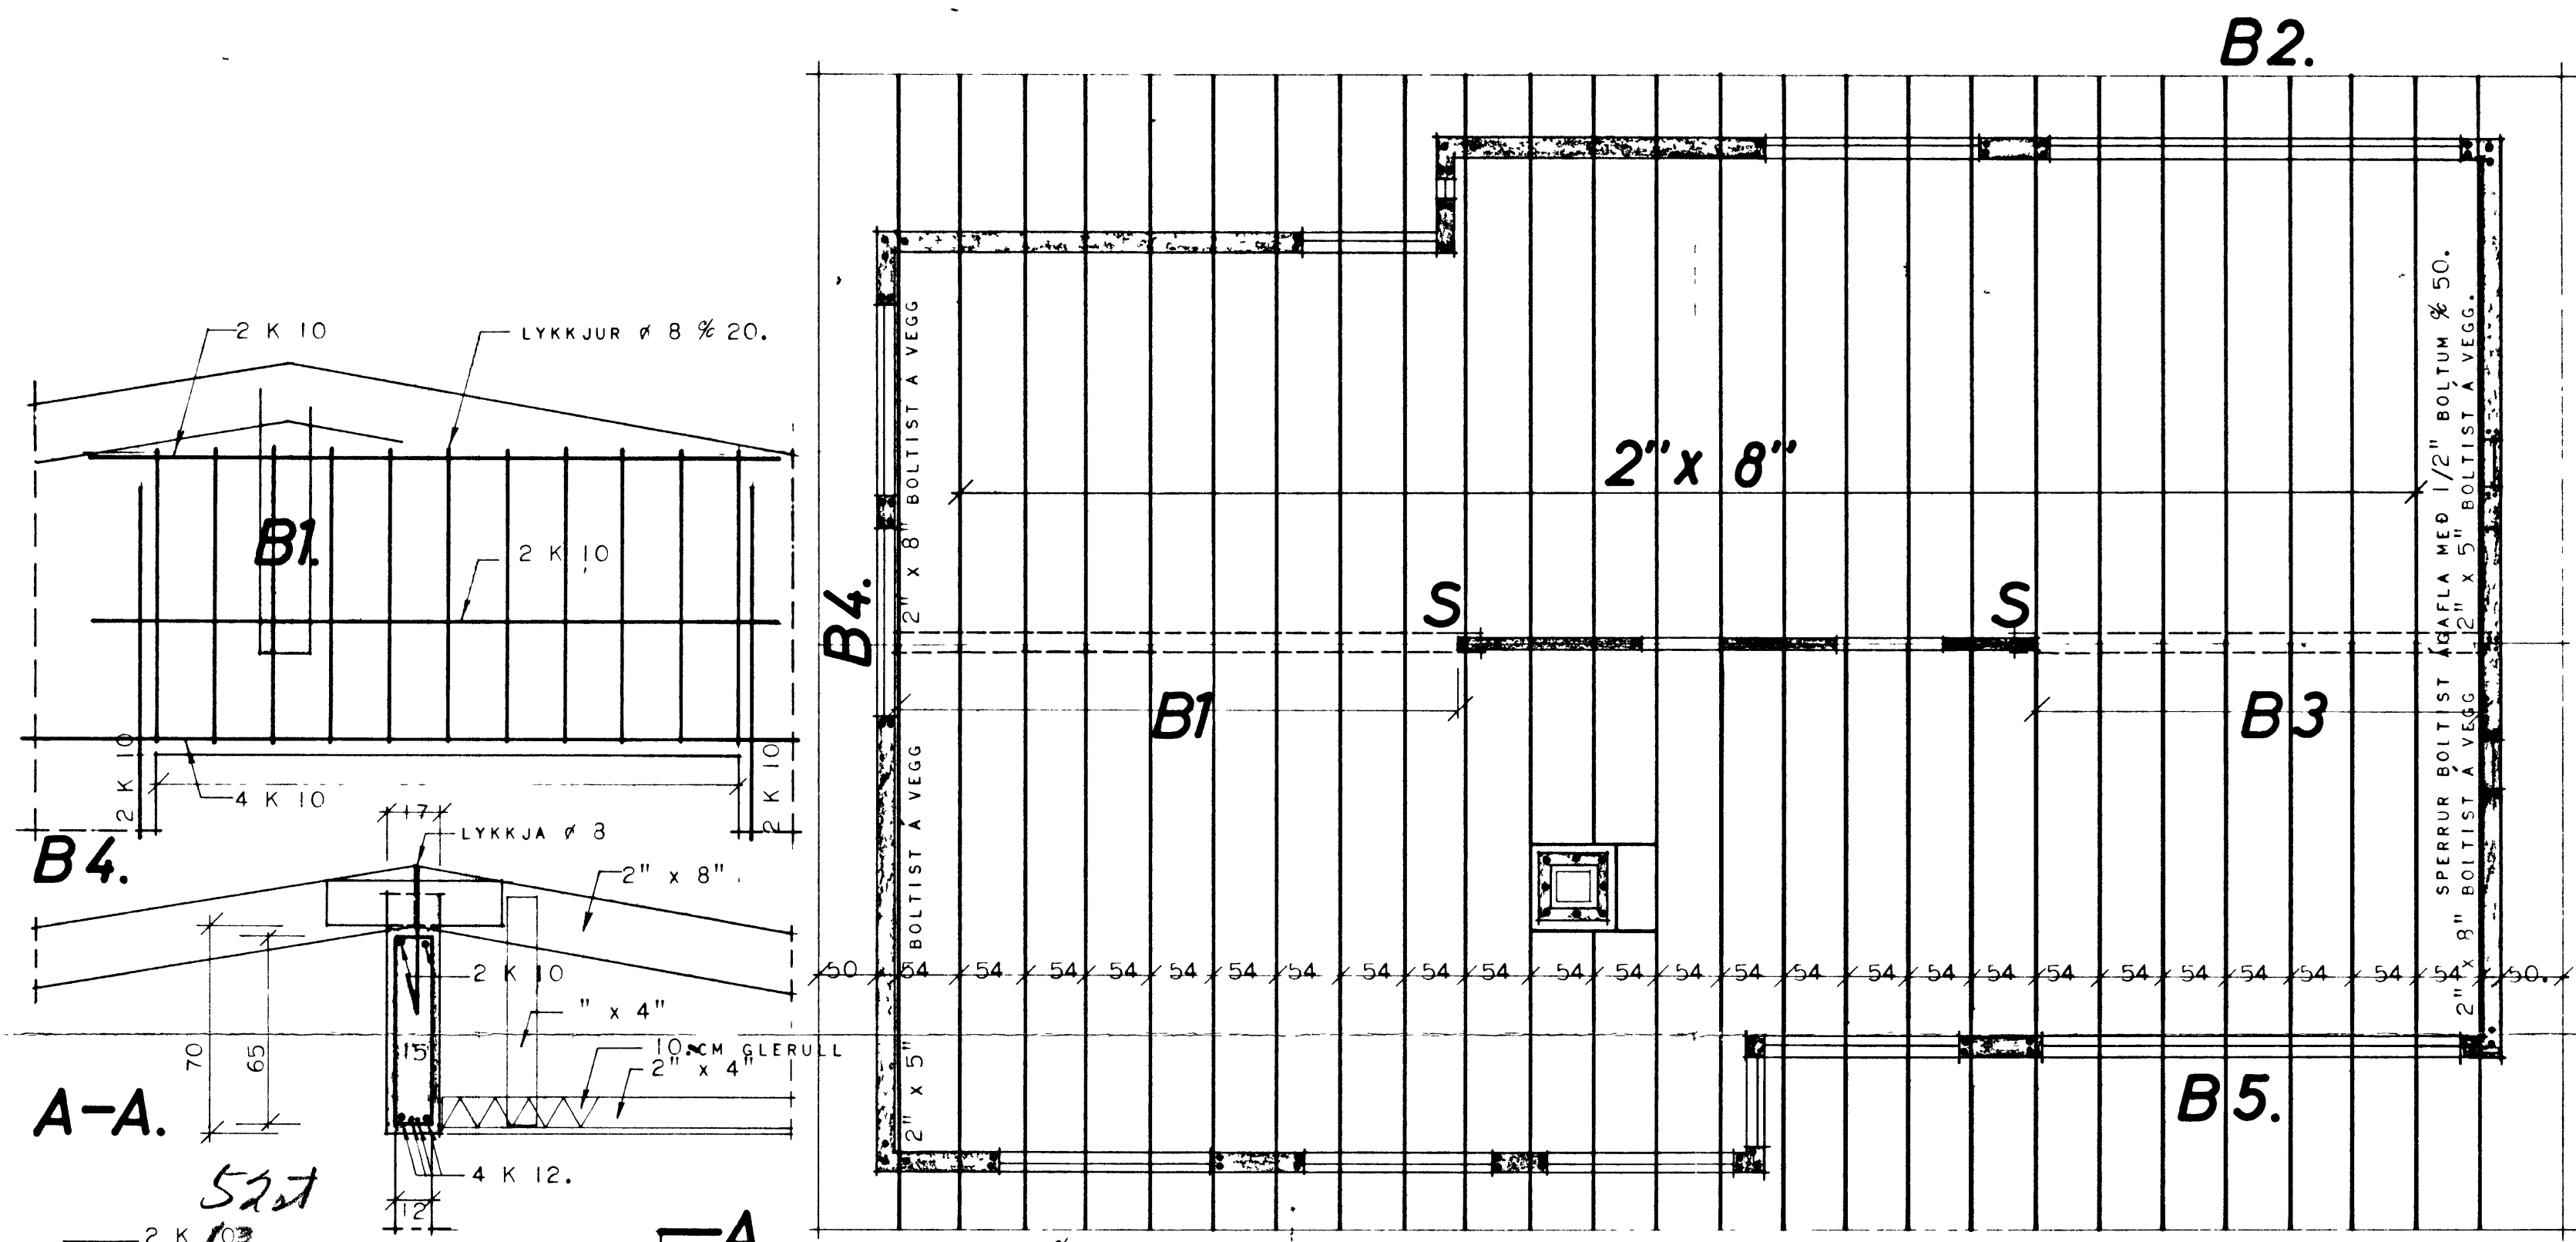 B2.
2 K 10
LYKKJUR ø 8 % 20.
B1.
2 K 10
2 K 10
4 K 10
2 K 10
B4.
17
LYKKJA ø 8
2" x 8"
2 K 10
" x 4"
10 CM GLERULL
2" x 4"
70
65
15
A-A.
4 K 12.
12
52st
2 K
A
B4.
2" x 8" BOLTIST Á VEGG
2" x 5" BOLTIST Á VEGG
2" x 8"
S
S
B1
B3
50 54 54 54 54 54 54 54 54 54 54 54 54 54 54 54 54 54 54 54 54 54 54 54 54 54 50.
SPERRUR BOLTIST ÁGAFLA MEÐ 1/2" BOLTUM % 50.
2" x 8" BOLTIST Á VEGG 2" x 5" BOLTIST Á VEGG.
B5.